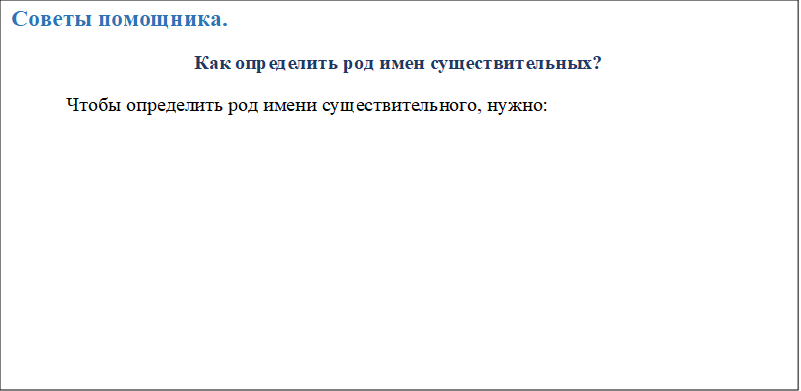 Советы помощника.
Как определить род имен существительных?
Чтобы определить род имени существительного, нужно: